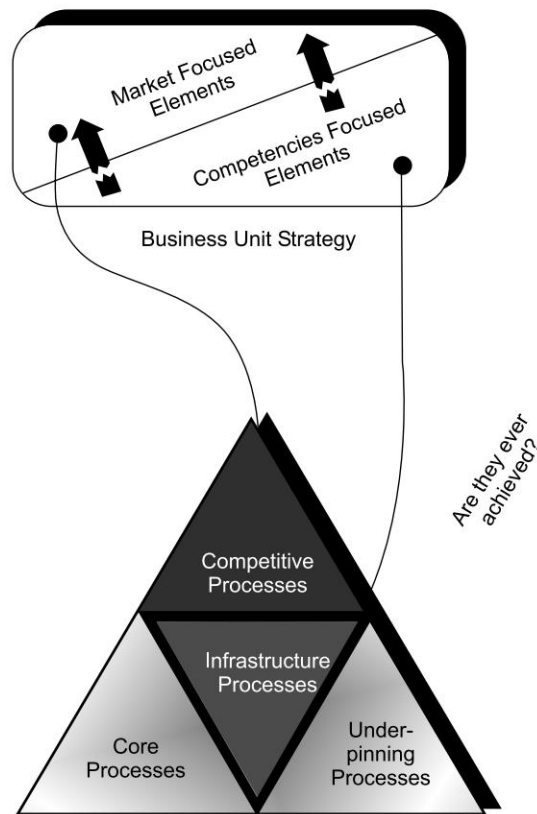 Market Focused
Elements
Competencies Focused
Elements
Business Unit Strategy
Are they ever
achieved?
Competitive
Processes
Infrastructure
Processes
Core
Processes
Under-
pinning
Processes